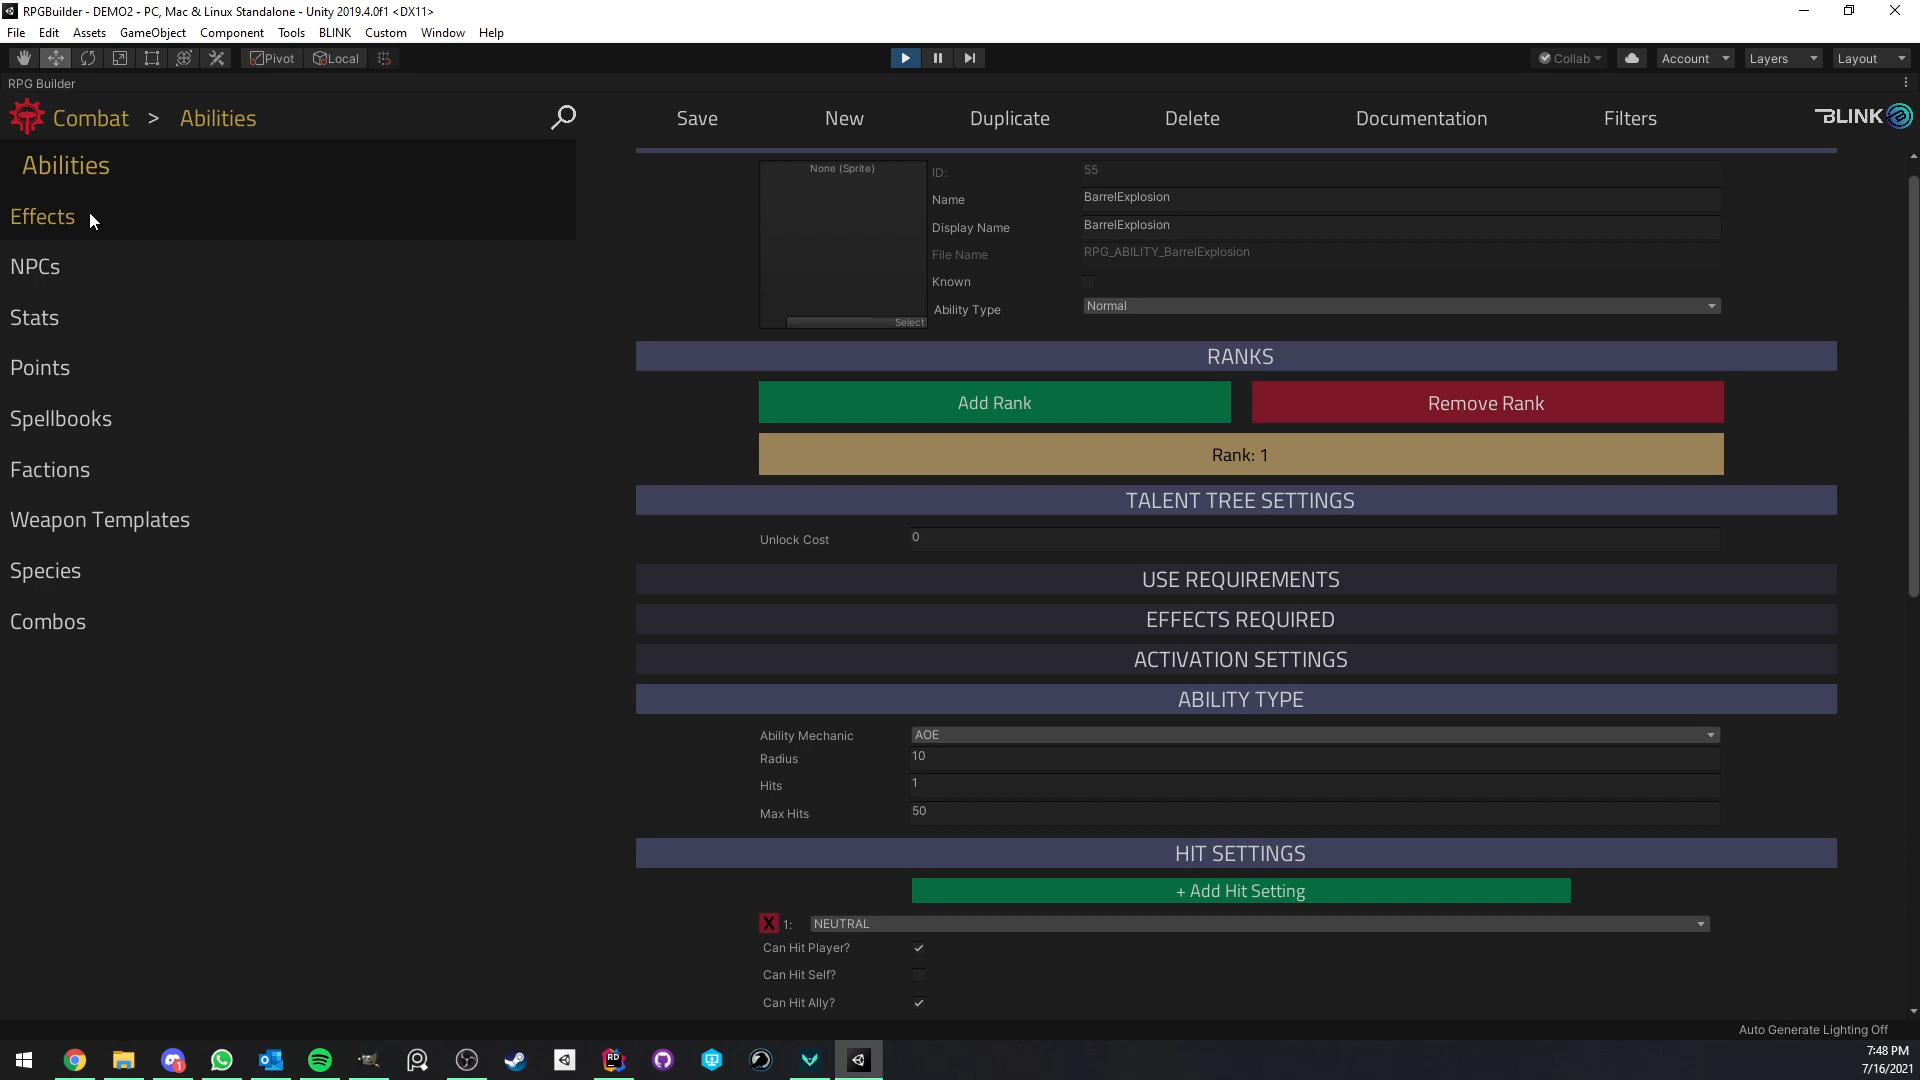 RPGBuilder - DEMO2 - PC, Mac & Linux Standalone - Unity 2019.4.0f1 <DX11>
File Edit Assets GameObject Component Tools BLINK Custom Window Help
Pivot Local Collab Account Layers Layout
RPG Builder
Combat > Abilities Save New Duplicate Delete Documentation Filters BLINK
Abilities
Effects
NPCs
Stats
Points
Spellbooks
Factions
Weapon Templates
Species
Combos
None (Sprite)
Select
ID: 55
Name BarrelExplosion
Display Name BarrelExplosion
File Name RPG_ABILITY_BarrelExplosion
Known
Ability Type Normal
RANKS
Add Rank Remove Rank
Rank: 1
TALENT TREE SETTINGS
Unlock Cost 0
USE REQUIREMENTS
EFFECTS REQUIRED
ACTIVATION SETTINGS
ABILITY TYPE
Ability Mechanic AOE
Radius 10
Hits 1
Max Hits 50
HIT SETTINGS
+ Add Hit Setting
X 1: NEUTRAL
Can Hit Player?
Can Hit Self?
Can Hit Ally?
Auto Generate Lighting Off
1
RD
7:48 PM
7/16/2021